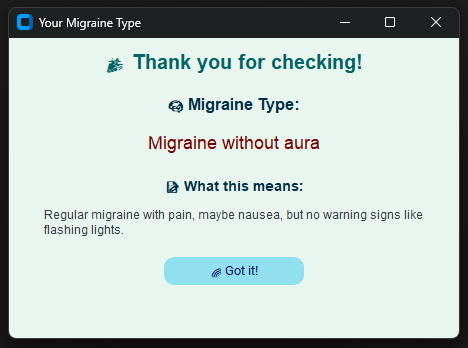 Your Migraine Type
Thank you for checking!
Migraine Type:
Migraine without aura
What this means:
Regular migraine with pain, maybe nausea, but no warning signs like
flashing lights.
Got it!